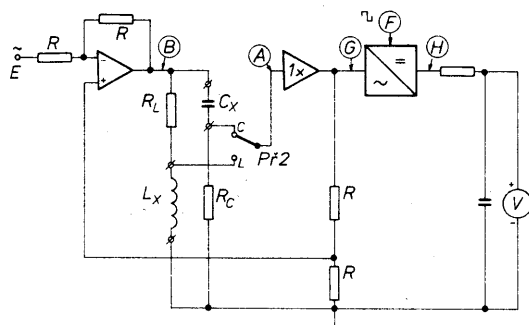 F
R
R
B
A
G
H
E
~
-
+
1x
=
~
R_L
C_X
C
Př2
L
L_X
R_C
R
R
+
V
-